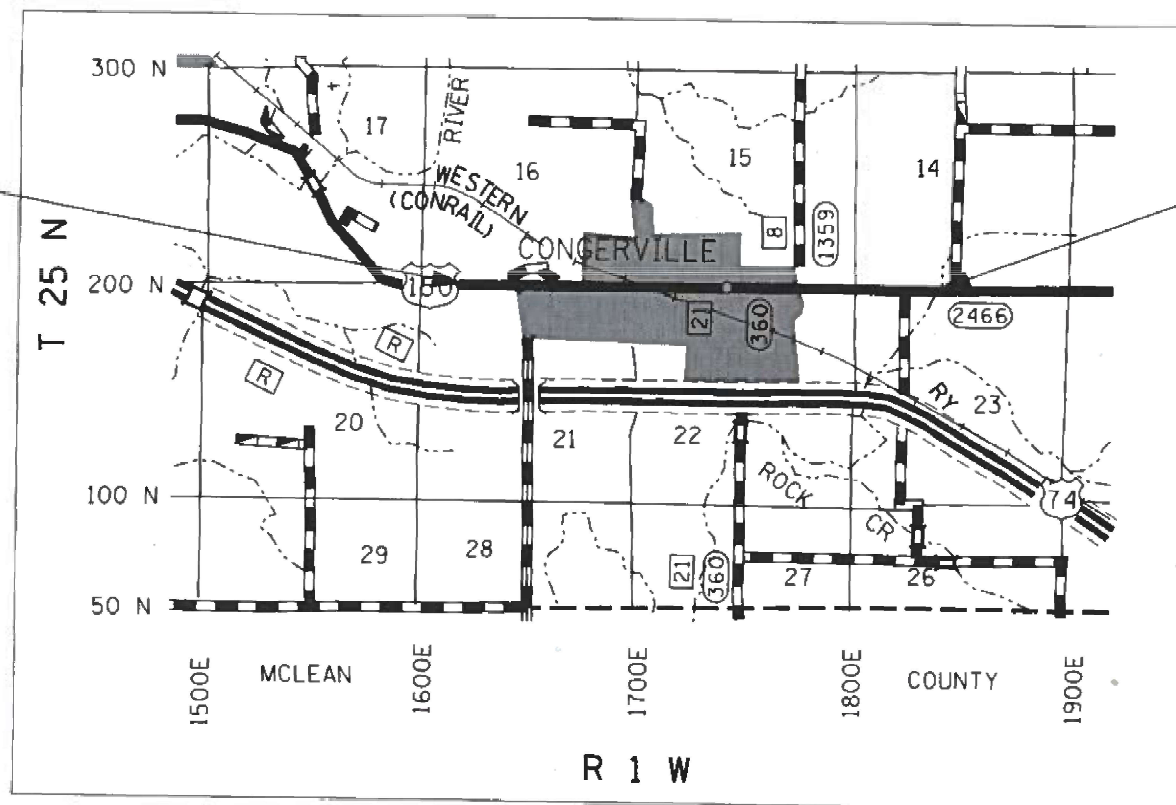 300 N
17
RIVER
16
15
14
WESTERN
(CONRAIL)
8
1359
CONGERVILLE
T 25 N
200 N
150
21
360
2466
R
R
RY
23
20
21
22
ROCK
CR
74
100 N
29
28
21
360
27
26
50 N
1500E
MCLEAN
1600E
1700E
1800E
COUNTY
1900E
R 1 W